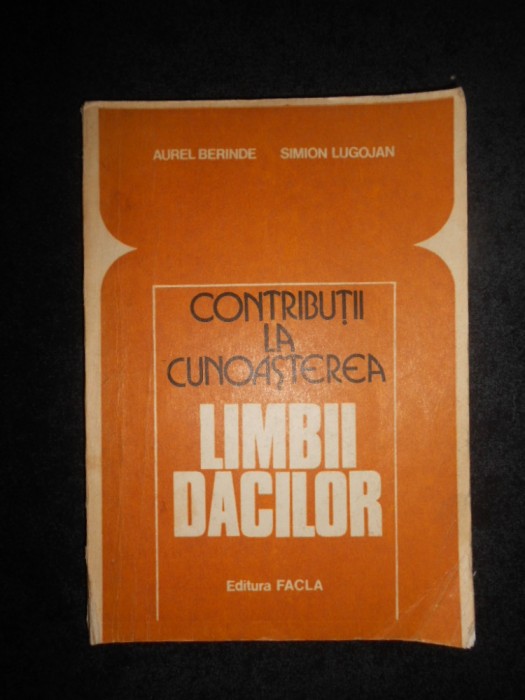 AUREL BERINDE SIMION LUGOJAN
CONTRIBUȚII
LA
CUNOAȘTEREA
LIMBII
DACILOR
Editura FACLA